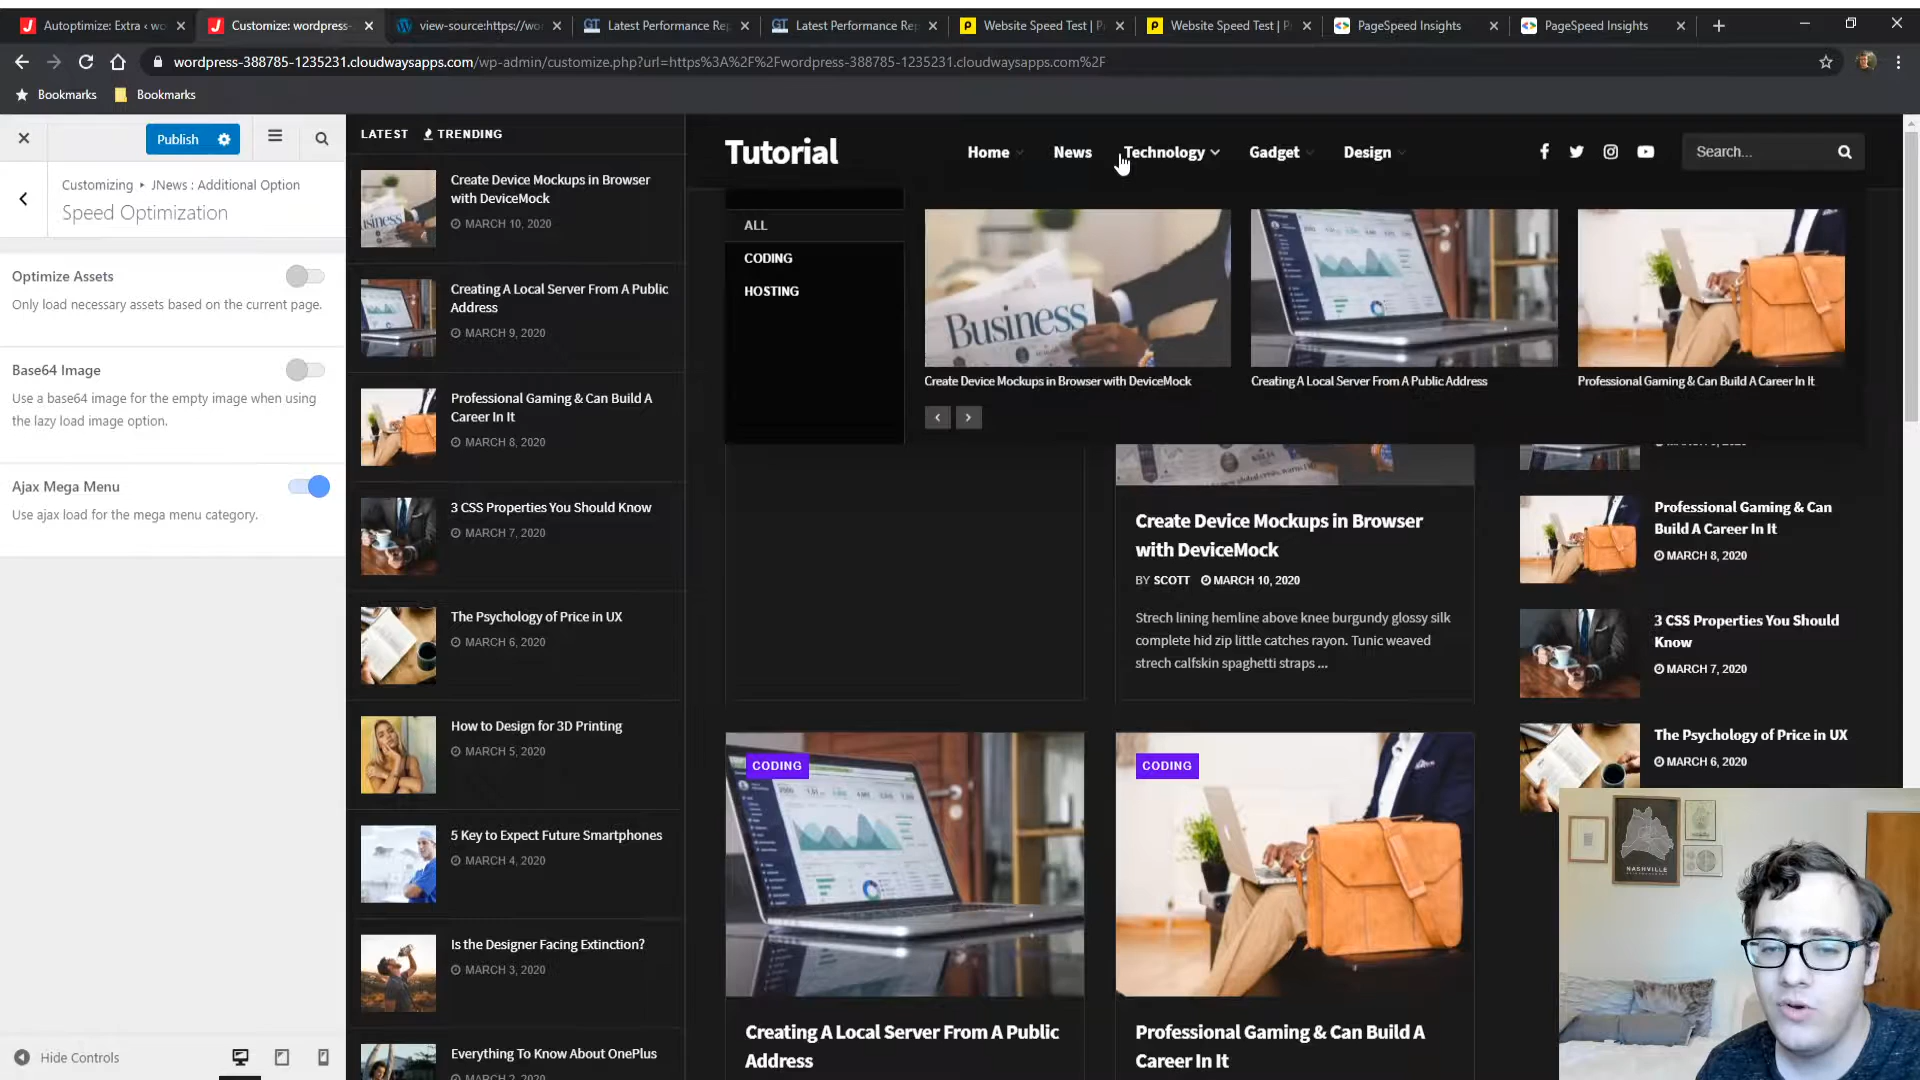 Autoptimize: Extra ‹ wo
Customize: wordpress-
view-source:https://wo
Latest Performance Re
Latest Performance Rep
Website Speed Test | P
Website Speed Test | P
PageSpeed Insights
PageSpeed Insights
wordpress-388785-1235231.cloudwaysapps.com/wp-admin/customize.php?url=https%3A%2F%2Fwordpress-388785-1235231.cloudwaysapps.com%2F
Bookmarks
Bookmarks
Publish
Customizing ▸ JNews : Additional Option
Speed Optimization
Optimize Assets
Only load necessary assets based on the current page.
Base64 Image
Use a base64 image for the empty image when using
the lazy load image option.
Ajax Mega Menu
Use ajax load for the mega menu category.
Hide Controls
LATEST TRENDING
Create Device Mockups in Browser
with DeviceMock
MARCH 10, 2020
Creating A Local Server From A Public
Address
MARCH 9, 2020
Professional Gaming & Can Build A
Career In It
MARCH 8, 2020
3 CSS Properties You Should Know
MARCH 7, 2020
The Psychology of Price in UX
MARCH 6, 2020
How to Design for 3D Printing
MARCH 5, 2020
5 Key to Expect Future Smartphones
MARCH 4, 2020
Is the Designer Facing Extinction?
MARCH 3, 2020
Everything To Know About OnePlus
MARCH 2, 2020
Tutorial
Home
News
Technology
Gadget
Design
Search...
ALL
CODING
HOSTING
Business
Create Device Mockups in Browser with DeviceMock
Creating A Local Server From A Public Address
Professional Gaming & Can Build A Career In It
Create Device Mockups in Browser
with DeviceMock
BY SCOTT MARCH 10, 2020
Strech lining hemline above knee burgundy glossy silk
complete hid zip little catches rayon. Tunic weaved
strech calfskin spaghetti straps ...
CODING
Creating A Local Server From A Public
Address
CODING
Professional Gaming & Can Build A
Career In It
Professional Gaming & Can
Build A Career In It
MARCH 8, 2020
3 CSS Properties You Should
Know
MARCH 7, 2020
The Psychology of Price in UX
MARCH 6, 2020
NASHVILLE